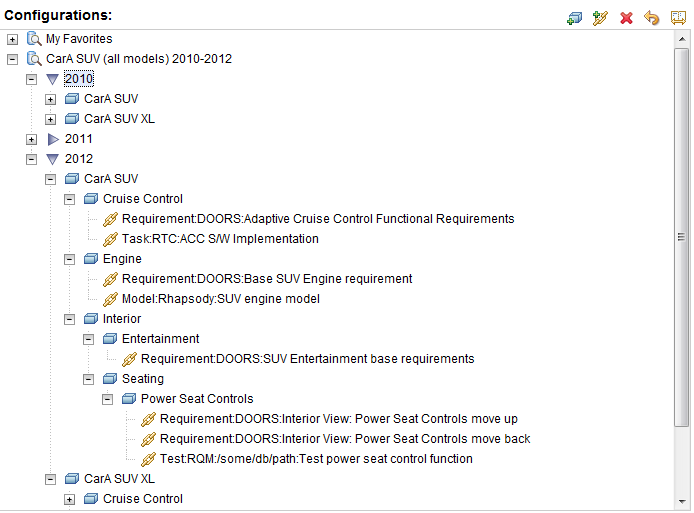 Configurations:
My Favorites
CarA SUV (all models) 2010-2012
2010
CarA SUV
CarA SUV XL
2011
2012
CarA SUV
Cruise Control
Requirement:DOORS:Adaptive Cruise Control Functional Requirements
Task:RTC:ACC S/W Implementation
Engine
Requirement:DOORS:Base SUV Engine requirement
Model:Rhapsody:SUV engine model
Interior
Entertainment
Requirement:DOORS:SUV Entertainment base requirements
Seating
Power Seat Controls
Requirement:DOORS:Interior View: Power Seat Controls move up
Requirement:DOORS:Interior View: Power Seat Controls move back
Test:RQM:/some/db/path:Test power seat control function
CarA SUV XL
Cruise Control